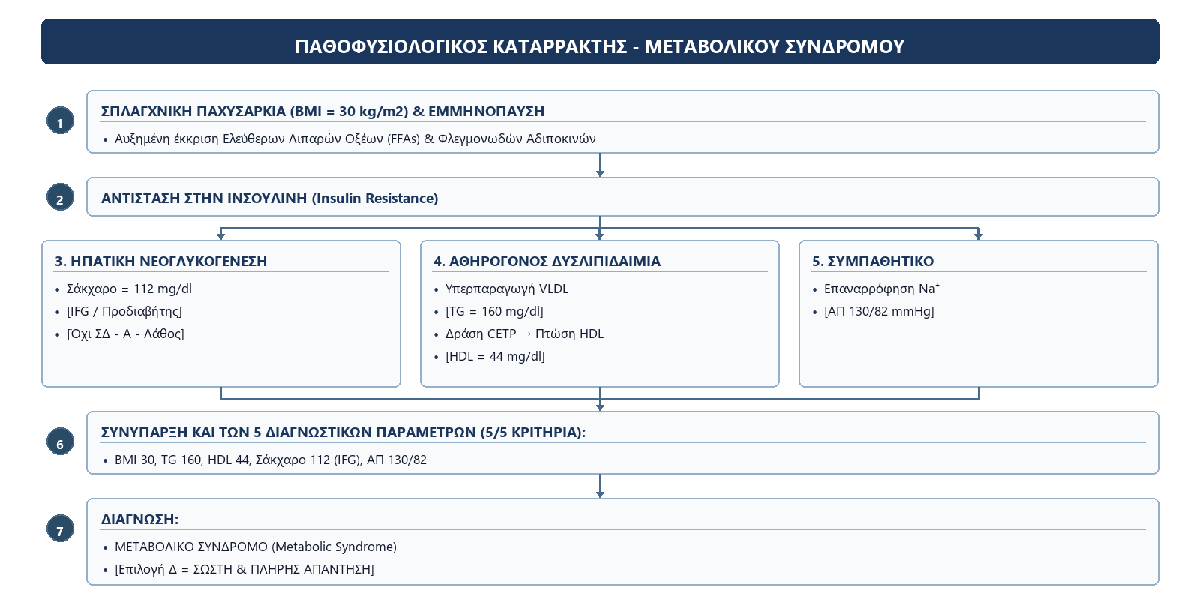 ΠΑΘΟΦΥΣΙΟΛΟΓΙΚΟΣ ΚΑΤΑΡΡΑΚΤΗΣ - ΜΕΤΑΒΟΛΙΚΟΥ ΣΥΝΔΡΟΜΟΥ
1
ΣΠΛΑΓΧΝΙΚΗ ΠΑΧΥΣΑΡΚΙΑ (BMI = 30 kg/m2) & ΕΜΜΗΝΟΠΑΥΣΗ
• Αυξημένη έκκριση Ελεύθερων Λιπαρών Οξέων (FFAs) & Φλεγμονωδών Αδιποκινών
2
ΑΝΤΙΣΤΑΣΗ ΣΤΗΝ ΙΝΣΟΥΛΙΝΗ (Insulin Resistance)
3. ΗΠΑΤΙΚΗ ΝΕΟΓΛΥΚΟΓΕΝΕΣΗ
• Σάκχαρο = 112 mg/dl
• [IFG / Προδιαβήτης]
• [Όχι ΣΔ - Α - Λάθος]
4. ΑΘΗΡΟΓΟΝΟΣ ΔΥΣΛΙΠΙΔΑΙΜΙΑ
• Υπερπαραγωγή VLDL
• [TG = 160 mg/dl]
• Δράση CETP → Πτώση HDL
• [HDL = 44 mg/dl]
5. ΣΥΜΠΑΘΗΤΙΚΟ
• Επαναρρόφηση Na⁺
• [ΑΠ 130/82 mmHg]
6
ΣΥΝΥΠΑΡΞΗ ΚΑΙ ΤΩΝ 5 ΔΙΑΓΝΩΣΤΙΚΩΝ ΠΑΡΑΜΕΤΡΩΝ (5/5 ΚΡΙΤΗΡΙΑ):
• BMI 30, TG 160, HDL 44, Σάκχαρο 112 (IFG), ΑΠ 130/82
7
ΔΙΑΓΝΩΣΗ:
• ΜΕΤΑΒΟΛΙΚΟ ΣΥΝΔΡΟΜΟ (Metabolic Syndrome)
• [Επιλογή Δ = ΣΩΣΤΗ & ΠΛΗΡΗΣ ΑΠΑΝΤΗΣΗ]